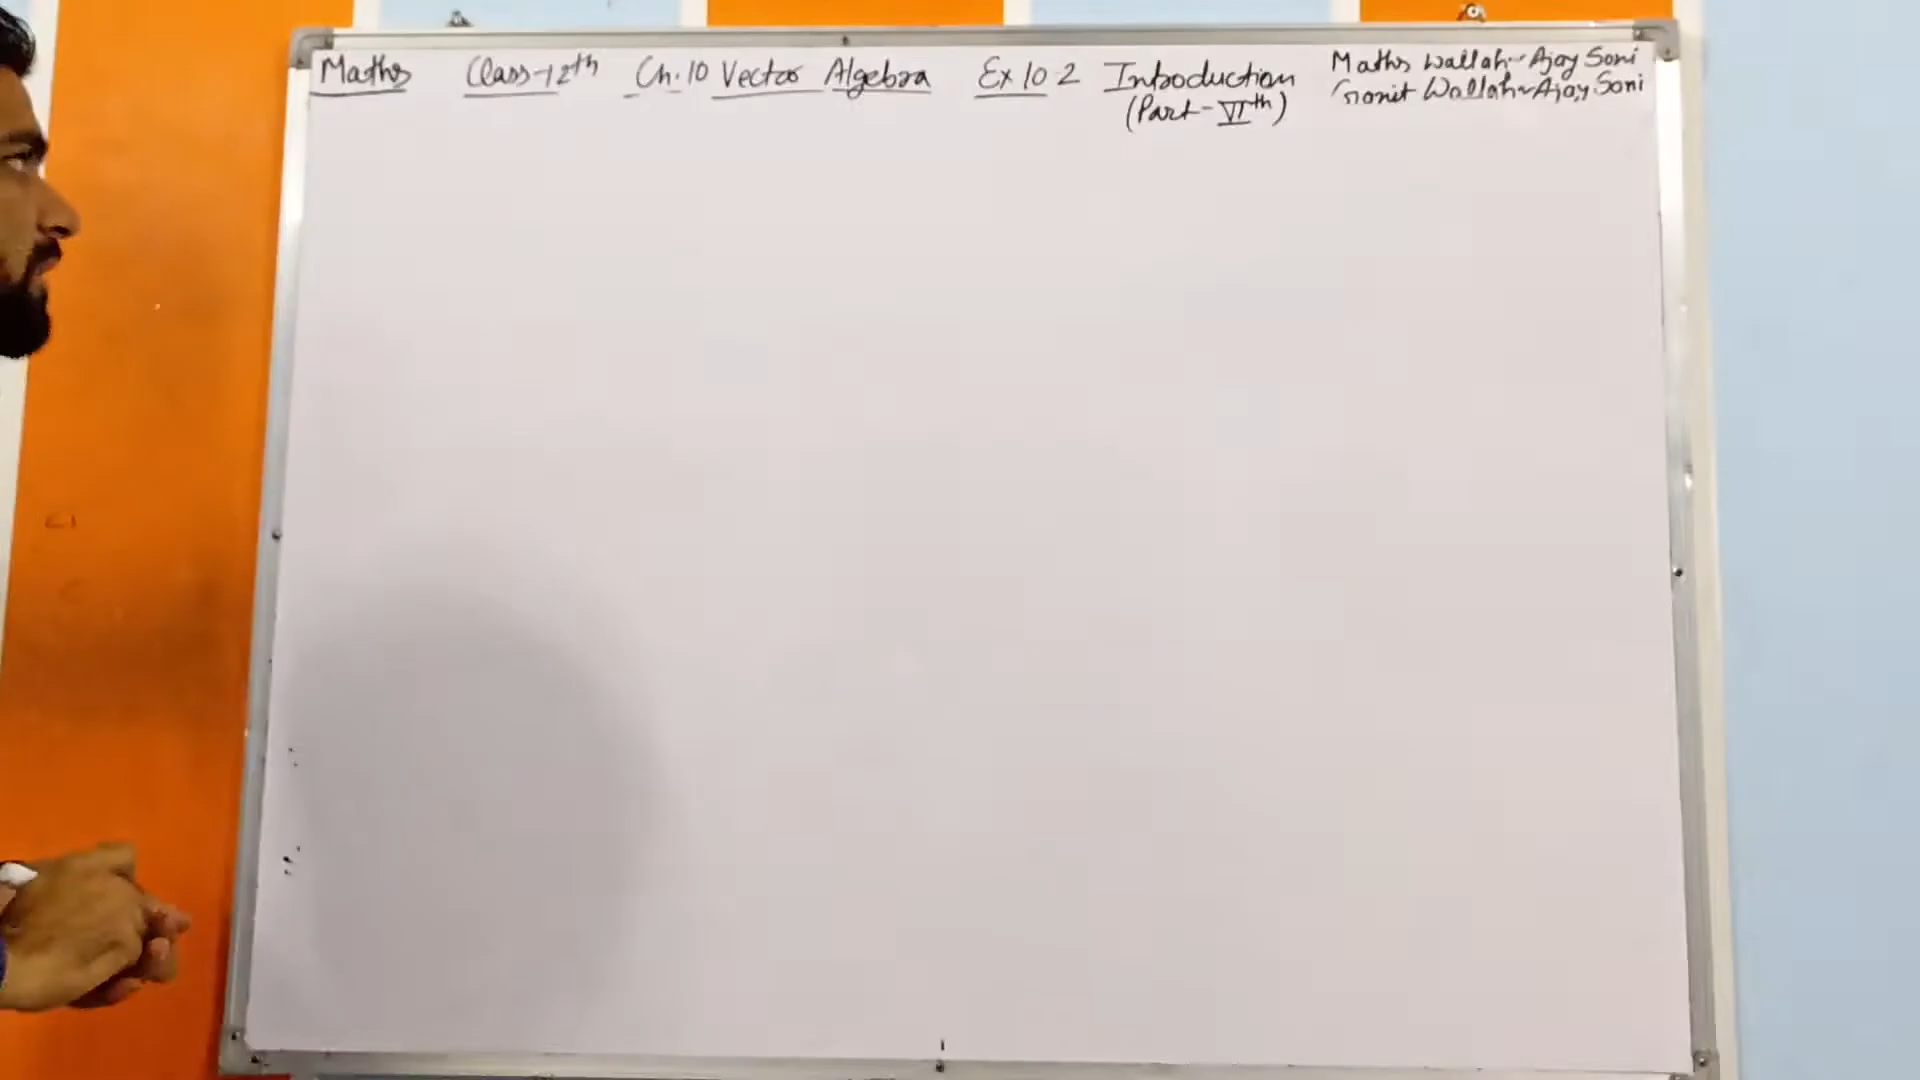 Maths Class-12th Ch.10 Vector Algebra Ex 10.2 Introduction
(Part-VIth)
Maths Wallah-Ajay Soni
Ganit Wallah-Ajay Soni